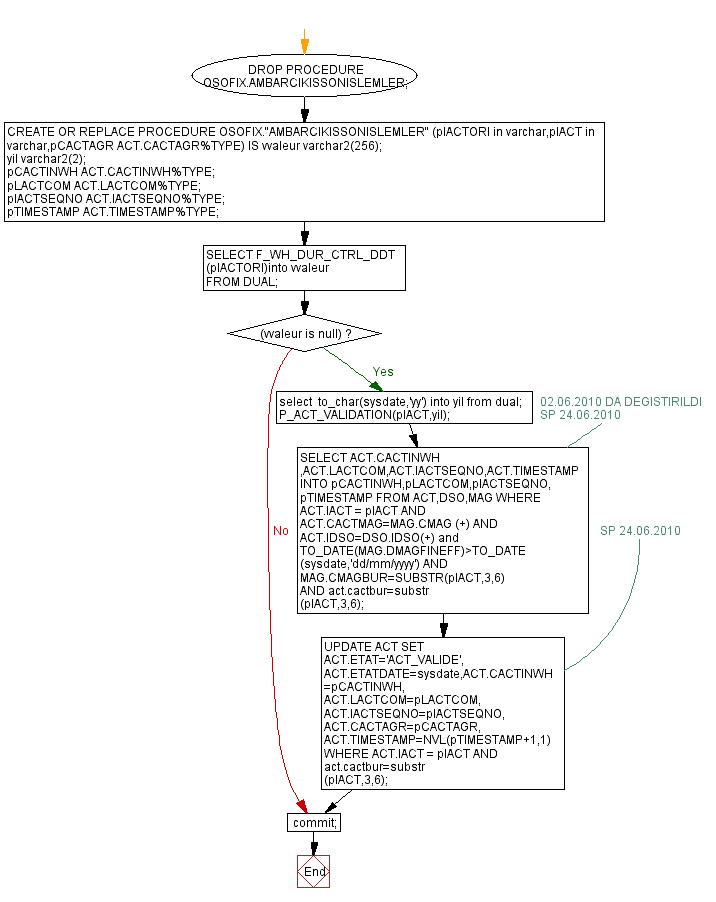 DROP PROCEDURE
OSOFIX.AMBARCIKISSONISLEMLER;
CREATE OR REPLACE PROCEDURE OSOFIX."AMBARCIKISSONISLEMLER" (pIACTORI in varchar,pIACT in
varchar,pCACTAGR ACT.CACTAGR%TYPE) IS waleur varchar2(256);
yil varchar2(2);
pCACTINWH ACT.CACTINWH%TYPE;
pLACTCOM ACT.LACTCOM%TYPE;
pIACTSEQNO ACT.IACTSEQNO%TYPE;
pTIMESTAMP ACT.TIMESTAMP%TYPE;
SELECT F_WH_DUR_CTRL_DDT
(pIACTORI)into waleur
FROM DUAL;
(waleur is null) ?
Yes
select to_char(sysdate,'yy') into yil from dual;
P_ACT_VALIDATION(pIACT,yil);
02.06.2010 DA DEGISTIRILDI
SP 24.06.2010
SELECT ACT.CACTINWH
,ACT.LACTCOM,ACT.IACTSEQNO,ACT.TIMESTAMP
INTO pCACTINWH,pLACTCOM,pIACTSEQNO,
pTIMESTAMP FROM ACT,DSO,MAG WHERE
ACT.IACT = pIACT AND
ACT.CACTMAG=MAG.CMAG (+) AND
ACT.IDSO=DSO.IDSO(+) and
TO_DATE(MAG.DMAGFINEFF)>TO_DATE
(sysdate,'dd/mm/yyyy') AND
MAG.CMAGBUR=SUBSTR(pIACT,3,6)
AND act.cactbur=substr
(pIACT,3,6);
No
SP 24.06.2010
UPDATE ACT SET
ACT.ETAT='ACT_VALIDE',
ACT.ETATDATE=sysdate,ACT.CACTINWH
=pCACTINWH,
ACT.LACTCOM=pLACTCOM,
ACT.IACTSEQNO=pIACTSEQNO,
ACT.CACTAGR=pCACTAGR,
ACT.TIMESTAMP=NVL(pTIMESTAMP+1,1)
WHERE ACT.IACT = pIACT AND
act.cactbur=substr
(pIACT,3,6);
commit;
End